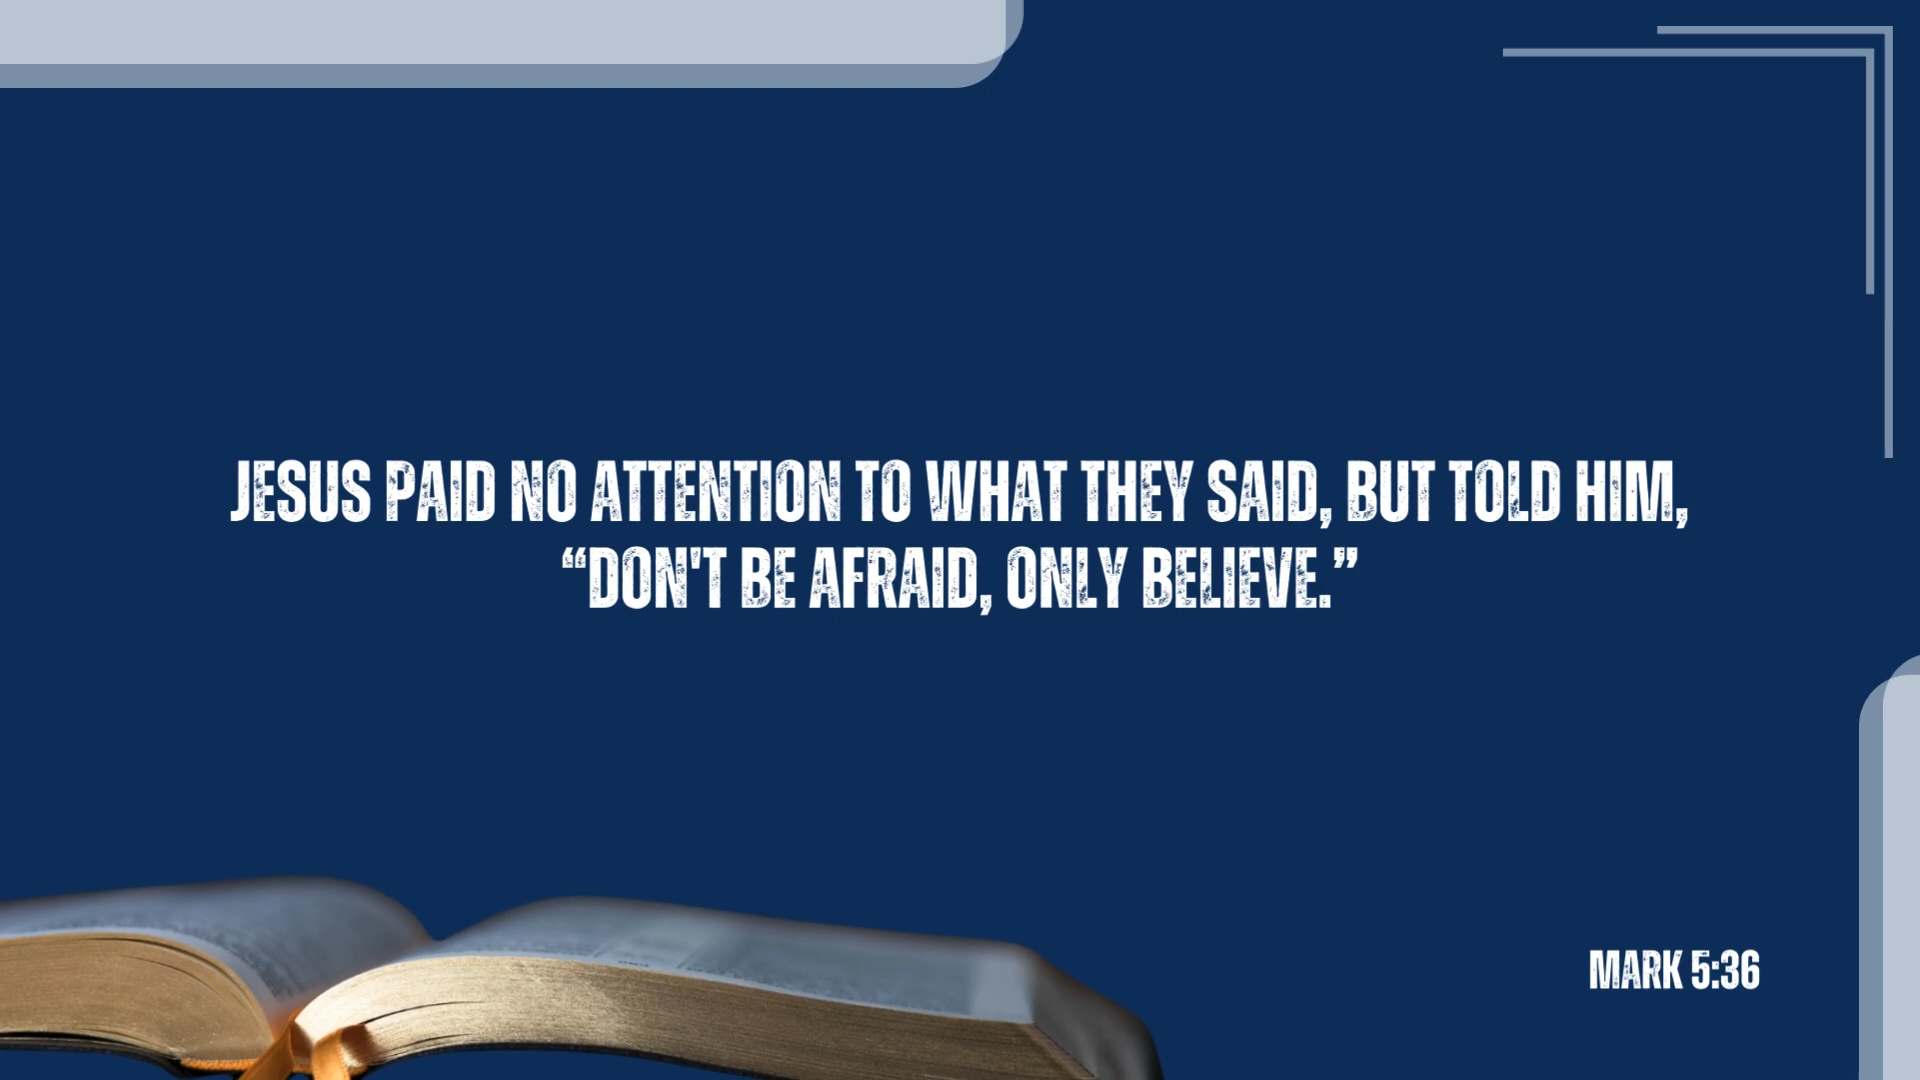 JESUS PAID NO ATTENTION TO WHAT THEY SAID, BUT TOLD HIM,
“DON'T BE AFRAID, ONLY BELIEVE.”
MARK 5:36